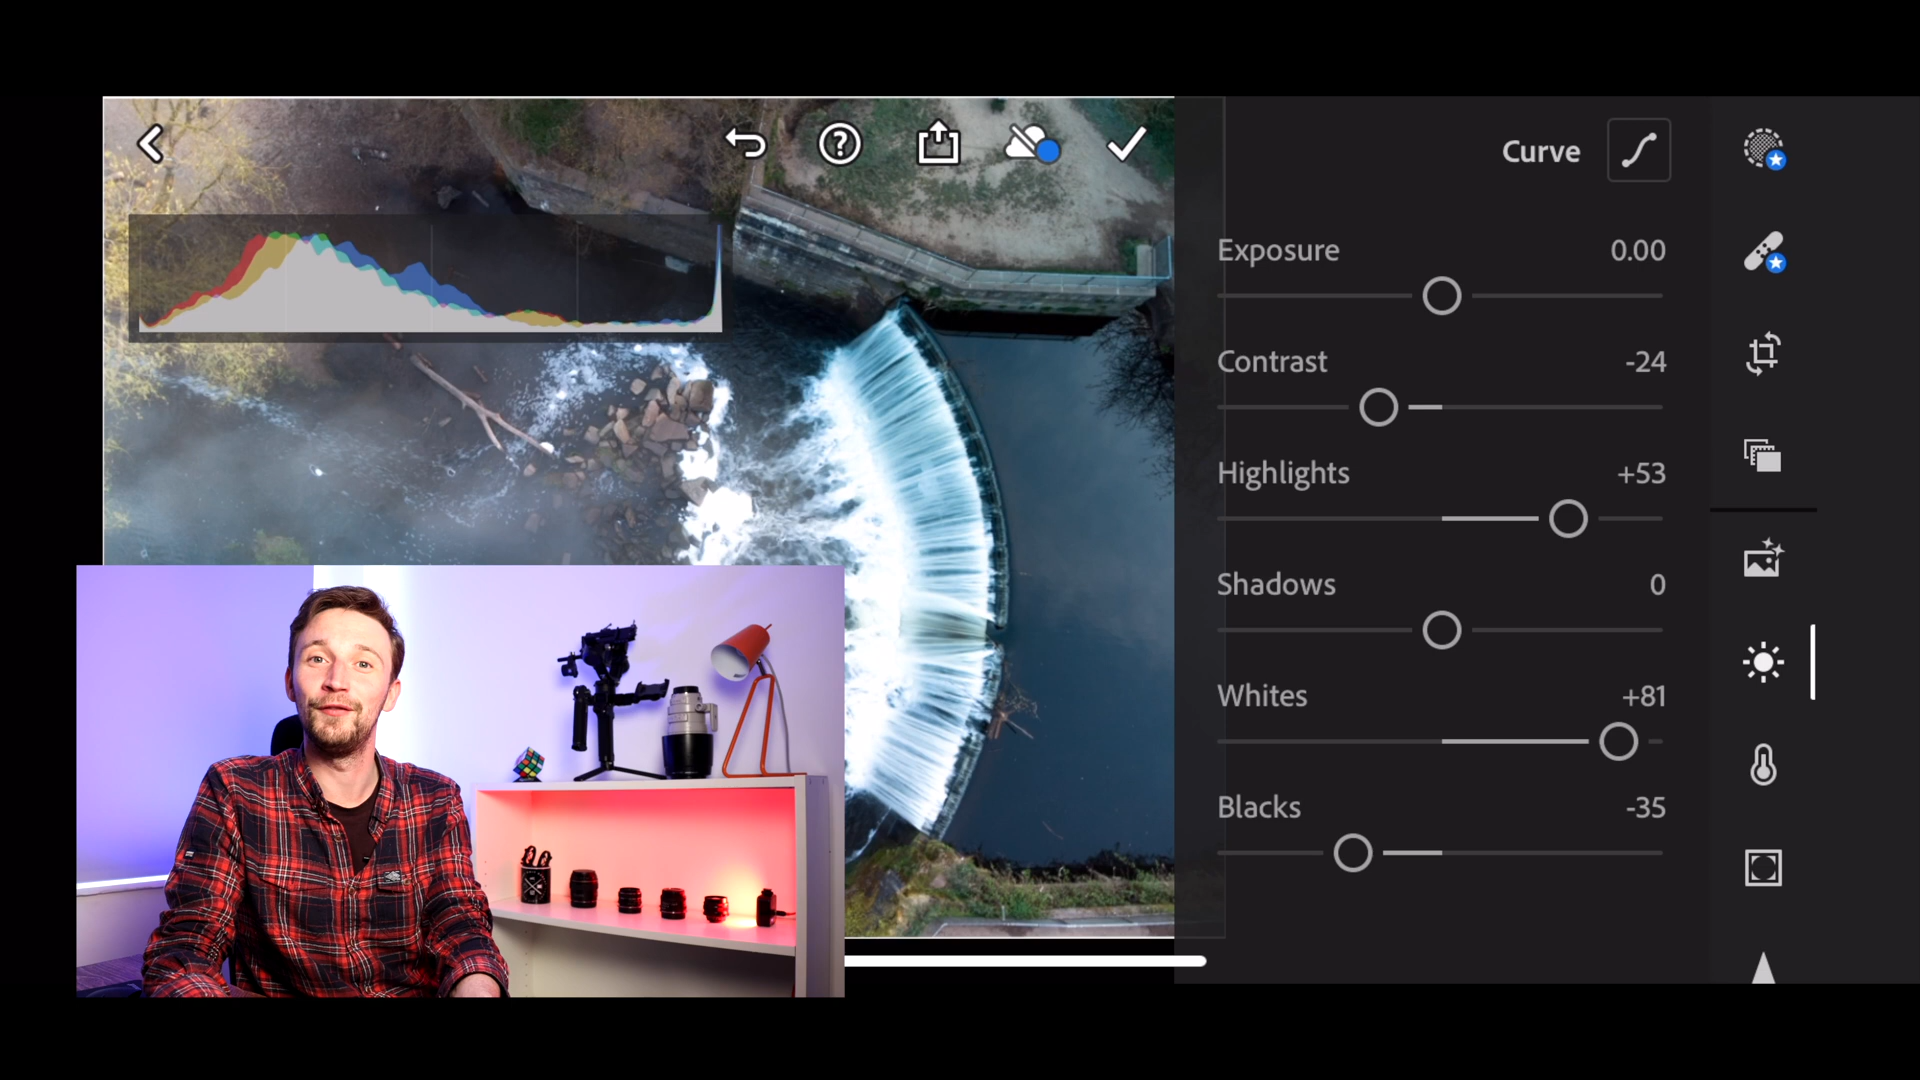 Curve
Exposure 0.00
Contrast -24
Highlights +53
Shadows 0
Whites +81
Blacks -35